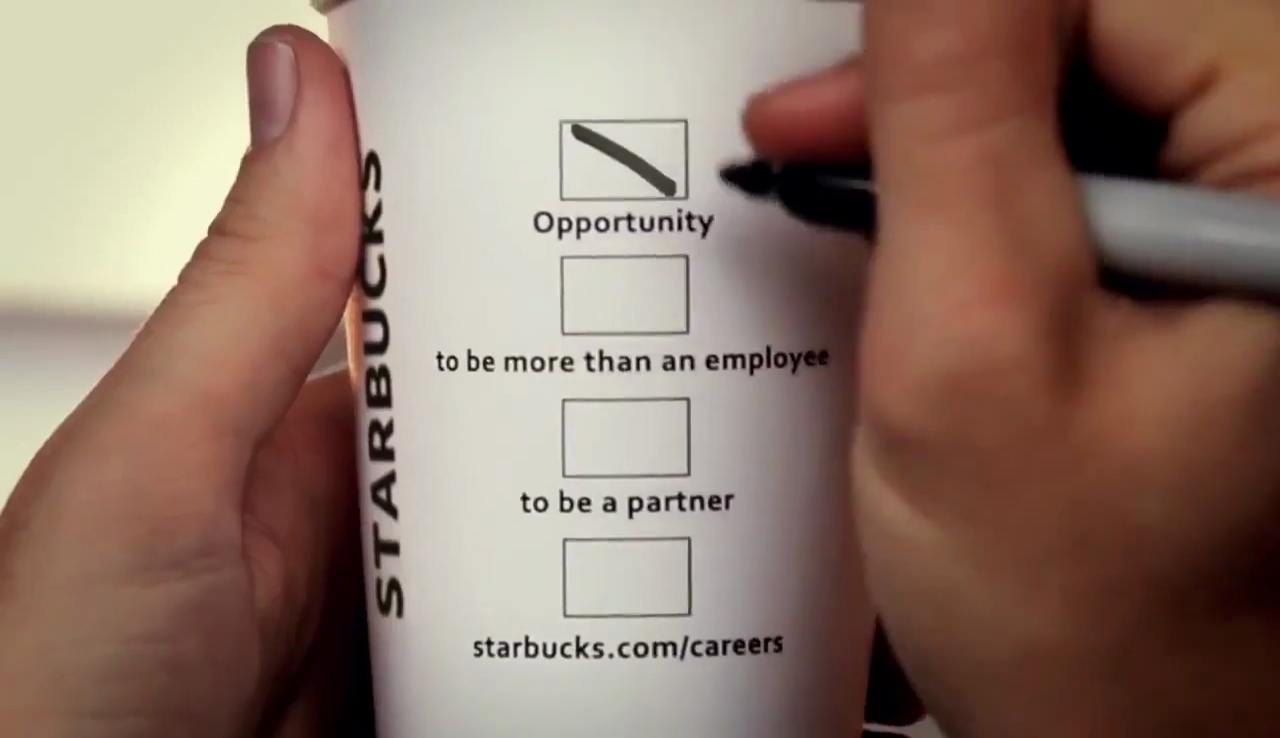 STARBUCKS
Opportunity
to be more than an employee
to be a partner
starbucks.com/careers